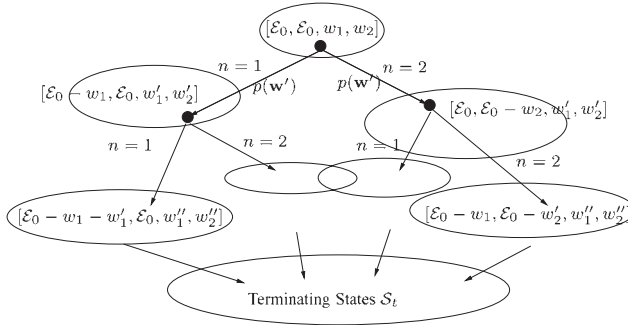 [ℰ₀, ℰ₀, w₁, w₂]
n = 1
n = 2
p(w′)
p(w′)
[ℰ₀ − w₁, ℰ₀, w′₁, w′₂]
[ℰ₀, ℰ₀ − w₂, w′₁, w′₂]
n = 1
n = 2
n = 1
n = 2
[ℰ₀ − w₁ − w′₁, ℰ₀, w″₁, w″₂]
[ℰ₀ − w₁, ℰ₀ − w′₂, w″₁, w″₂]
Terminating States 𝒮ₜ